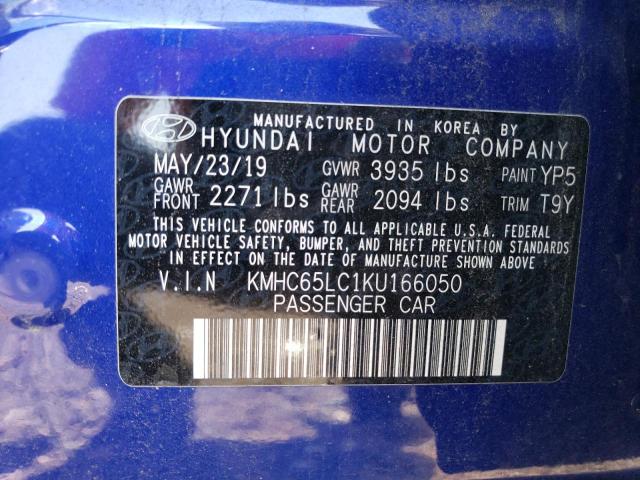 MANUFACTURED IN KOREA BY
HYUNDAI MOTOR COMPANY
MAY/23/19 GVWR 3935 lbs PAINT YP5
GAWR FRONT 2271 lbs GAWR REAR 2094 lbs TRIM T9Y
THIS VEHICLE CONFORMS TO ALL APPLICABLE U.S.A. FEDERAL
MOTOR VEHICLE SAFETY, BUMPER, AND THEFT PREVENTION STANDARDS
IN EFFECT ON THE DATE OF MANUFACTURE SHOWN ABOVE.
V.I.N KMHC65LC1KU166050
PASSENGER CAR